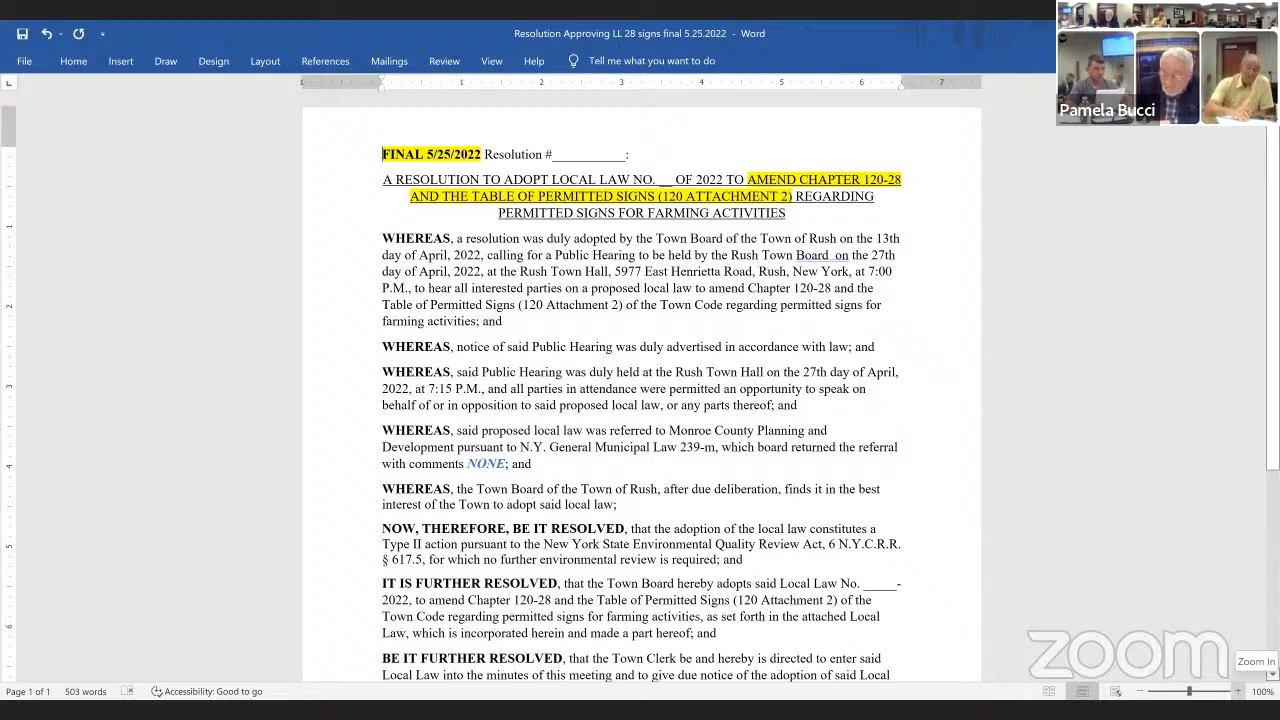 Resolution Approving LL 28 signs final 5.25.2022 - Word
File Home Insert Draw Design Layout References Mailings Review View Help Tell me what you want to do
Pamela Bucci
1 1 2 3 4 5 6 7
FINAL 5/25/2022 Resolution #___________:
A RESOLUTION TO ADOPT LOCAL LAW NO. __ OF 2022 TO AMEND CHAPTER 120-28
AND THE TABLE OF PERMITTED SIGNS (120 ATTACHMENT 2) REGARDING
PERMITTED SIGNS FOR FARMING ACTIVITIES
WHEREAS, a resolution was duly adopted by the Town Board of the Town of Rush on the 13th
day of April, 2022, calling for a Public Hearing to be held by the Rush Town Board on the 27th
day of April, 2022, at the Rush Town Hall, 5977 East Henrietta Road, Rush, New York, at 7:00
P.M., to hear all interested parties on a proposed local law to amend Chapter 120-28 and the
Table of Permitted Signs (120 Attachment 2) of the Town Code regarding permitted signs for
farming activities; and
WHEREAS, notice of said Public Hearing was duly advertised in accordance with law; and
WHEREAS, said Public Hearing was duly held at the Rush Town Hall on the 27th day of April,
2022, at 7:15 P.M., and all parties in attendance were permitted an opportunity to speak on
behalf of or in opposition to said proposed local law, or any parts thereof; and
WHEREAS, said proposed local law was referred to Monroe County Planning and
Development pursuant to N.Y. General Municipal Law 239-m, which board returned the referral
with comments NONE; and
WHEREAS, the Town Board of the Town of Rush, after due deliberation, finds it in the best
interest of the Town to adopt said local law;
NOW, THEREFORE, BE IT RESOLVED, that the adoption of the local law constitutes a
Type II action pursuant to the New York State Environmental Quality Review Act, 6 N.Y.C.R.R.
§ 617.5, for which no further environmental review is required; and
IT IS FURTHER RESOLVED, that the Town Board hereby adopts said Local Law No. _____-
2022, to amend Chapter 120-28 and the Table of Permitted Signs (120 Attachment 2) of the
Town Code regarding permitted signs for farming activities, as set forth in the attached Local
Law, which is incorporated herein and made a part hereof; and
BE IT FURTHER RESOLVED, that the Town Clerk be and hereby is directed to enter said
Local Law into the minutes of this meeting and to give due notice of the adoption of said Local
zoom
Zoom In
Page 1 of 1 503 words Accessibility: Good to go 100%